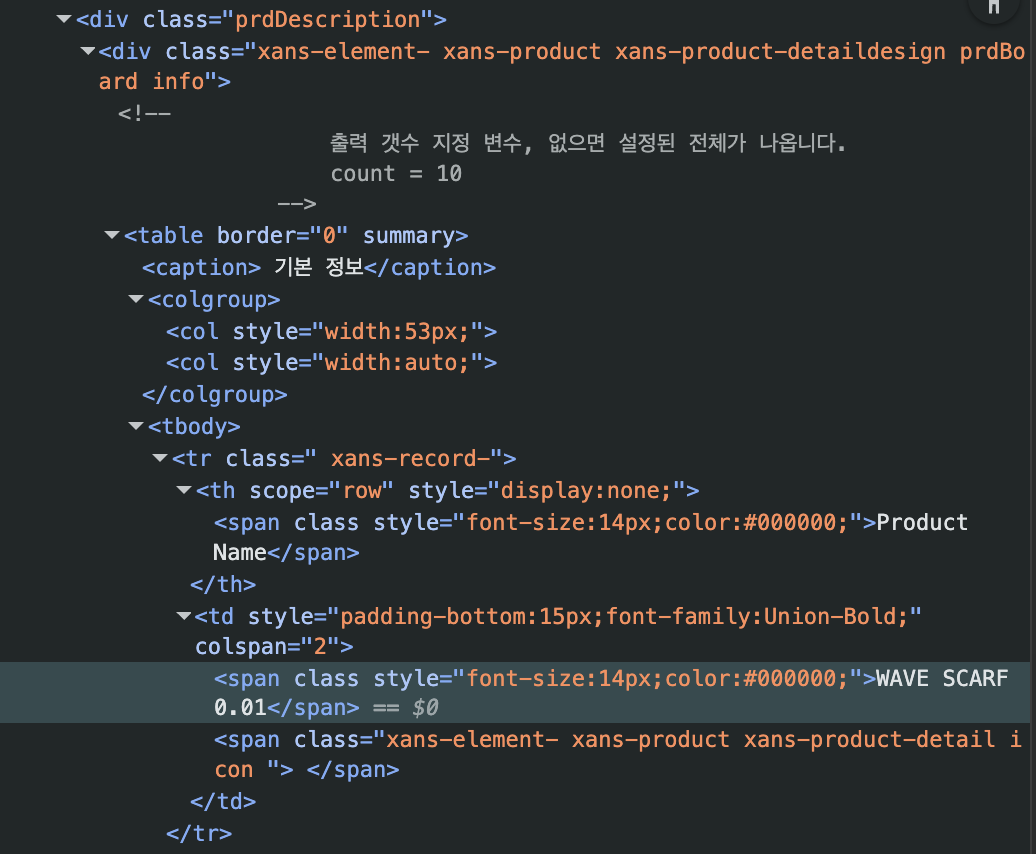 <div class="prdDescription">
<div class="xans-element- xans-product xans-product-detaildesign prdBo
ard info">
<!--
출력 갯수 지정 변수, 없으면 설정된 전체가 나옵니다.
count = 10
-->
<table border="0" summary>
<caption> 기본 정보</caption>
<colgroup>
<col style="width:53px;">
<col style="width:auto;">
</colgroup>
<tbody>
<tr class=" xans-record-">
<th scope="row" style="display:none;">
<span class style="font-size:14px;color:#000000;">Product
Name</span>
</th>
<td style="padding-bottom:15px;font-family:Union-Bold;"
colspan="2">
<span class style="font-size:14px;color:#000000;">WAVE SCARF
0.01</span> == $0
<span class="xans-element- xans-product xans-product-detail i
con "> </span>
</td>
</tr>